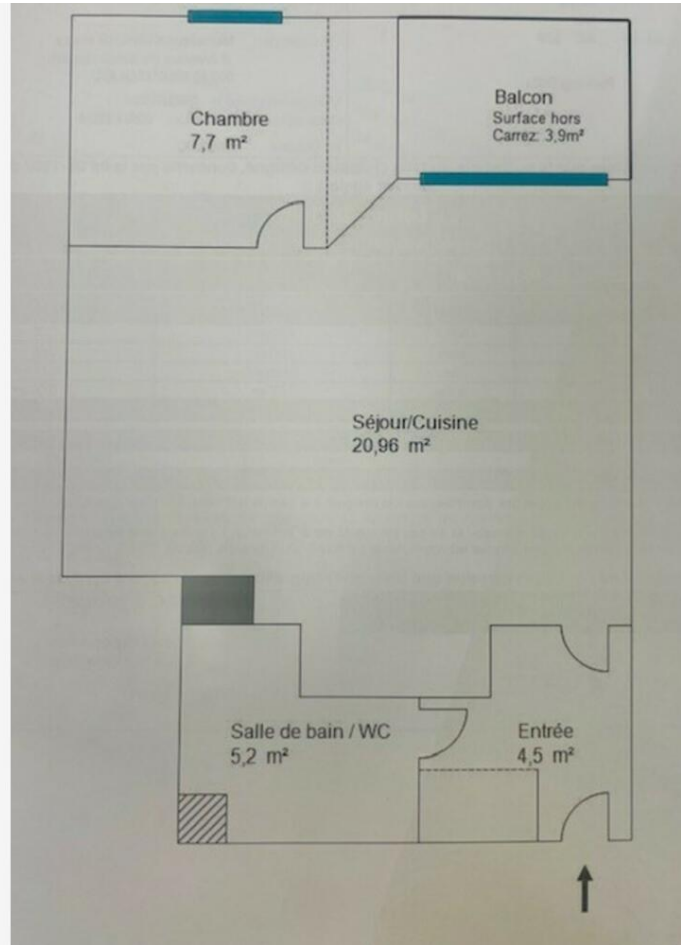 Chambre
7,7 m²
Balcon
Surface hors
Carrez: 3,9m²
Séjour/Cuisine
20,96 m²
Salle de bain / WC
5,2 m²
Entrée
4,5 m²